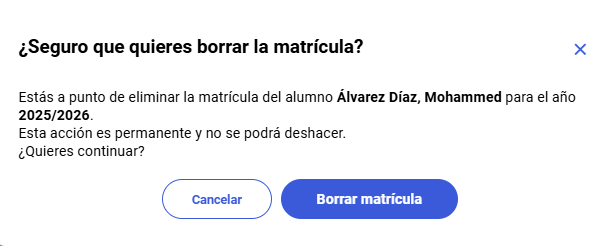 ¿Seguro que quieres borrar la matrícula?
Estás a punto de eliminar la matrícula del alumno Álvarez Díaz, Mohammed para el año
2025/2026.
Esta acción es permanente y no se podrá deshacer.
¿Quieres continuar?
Cancelar
Borrar matrícula